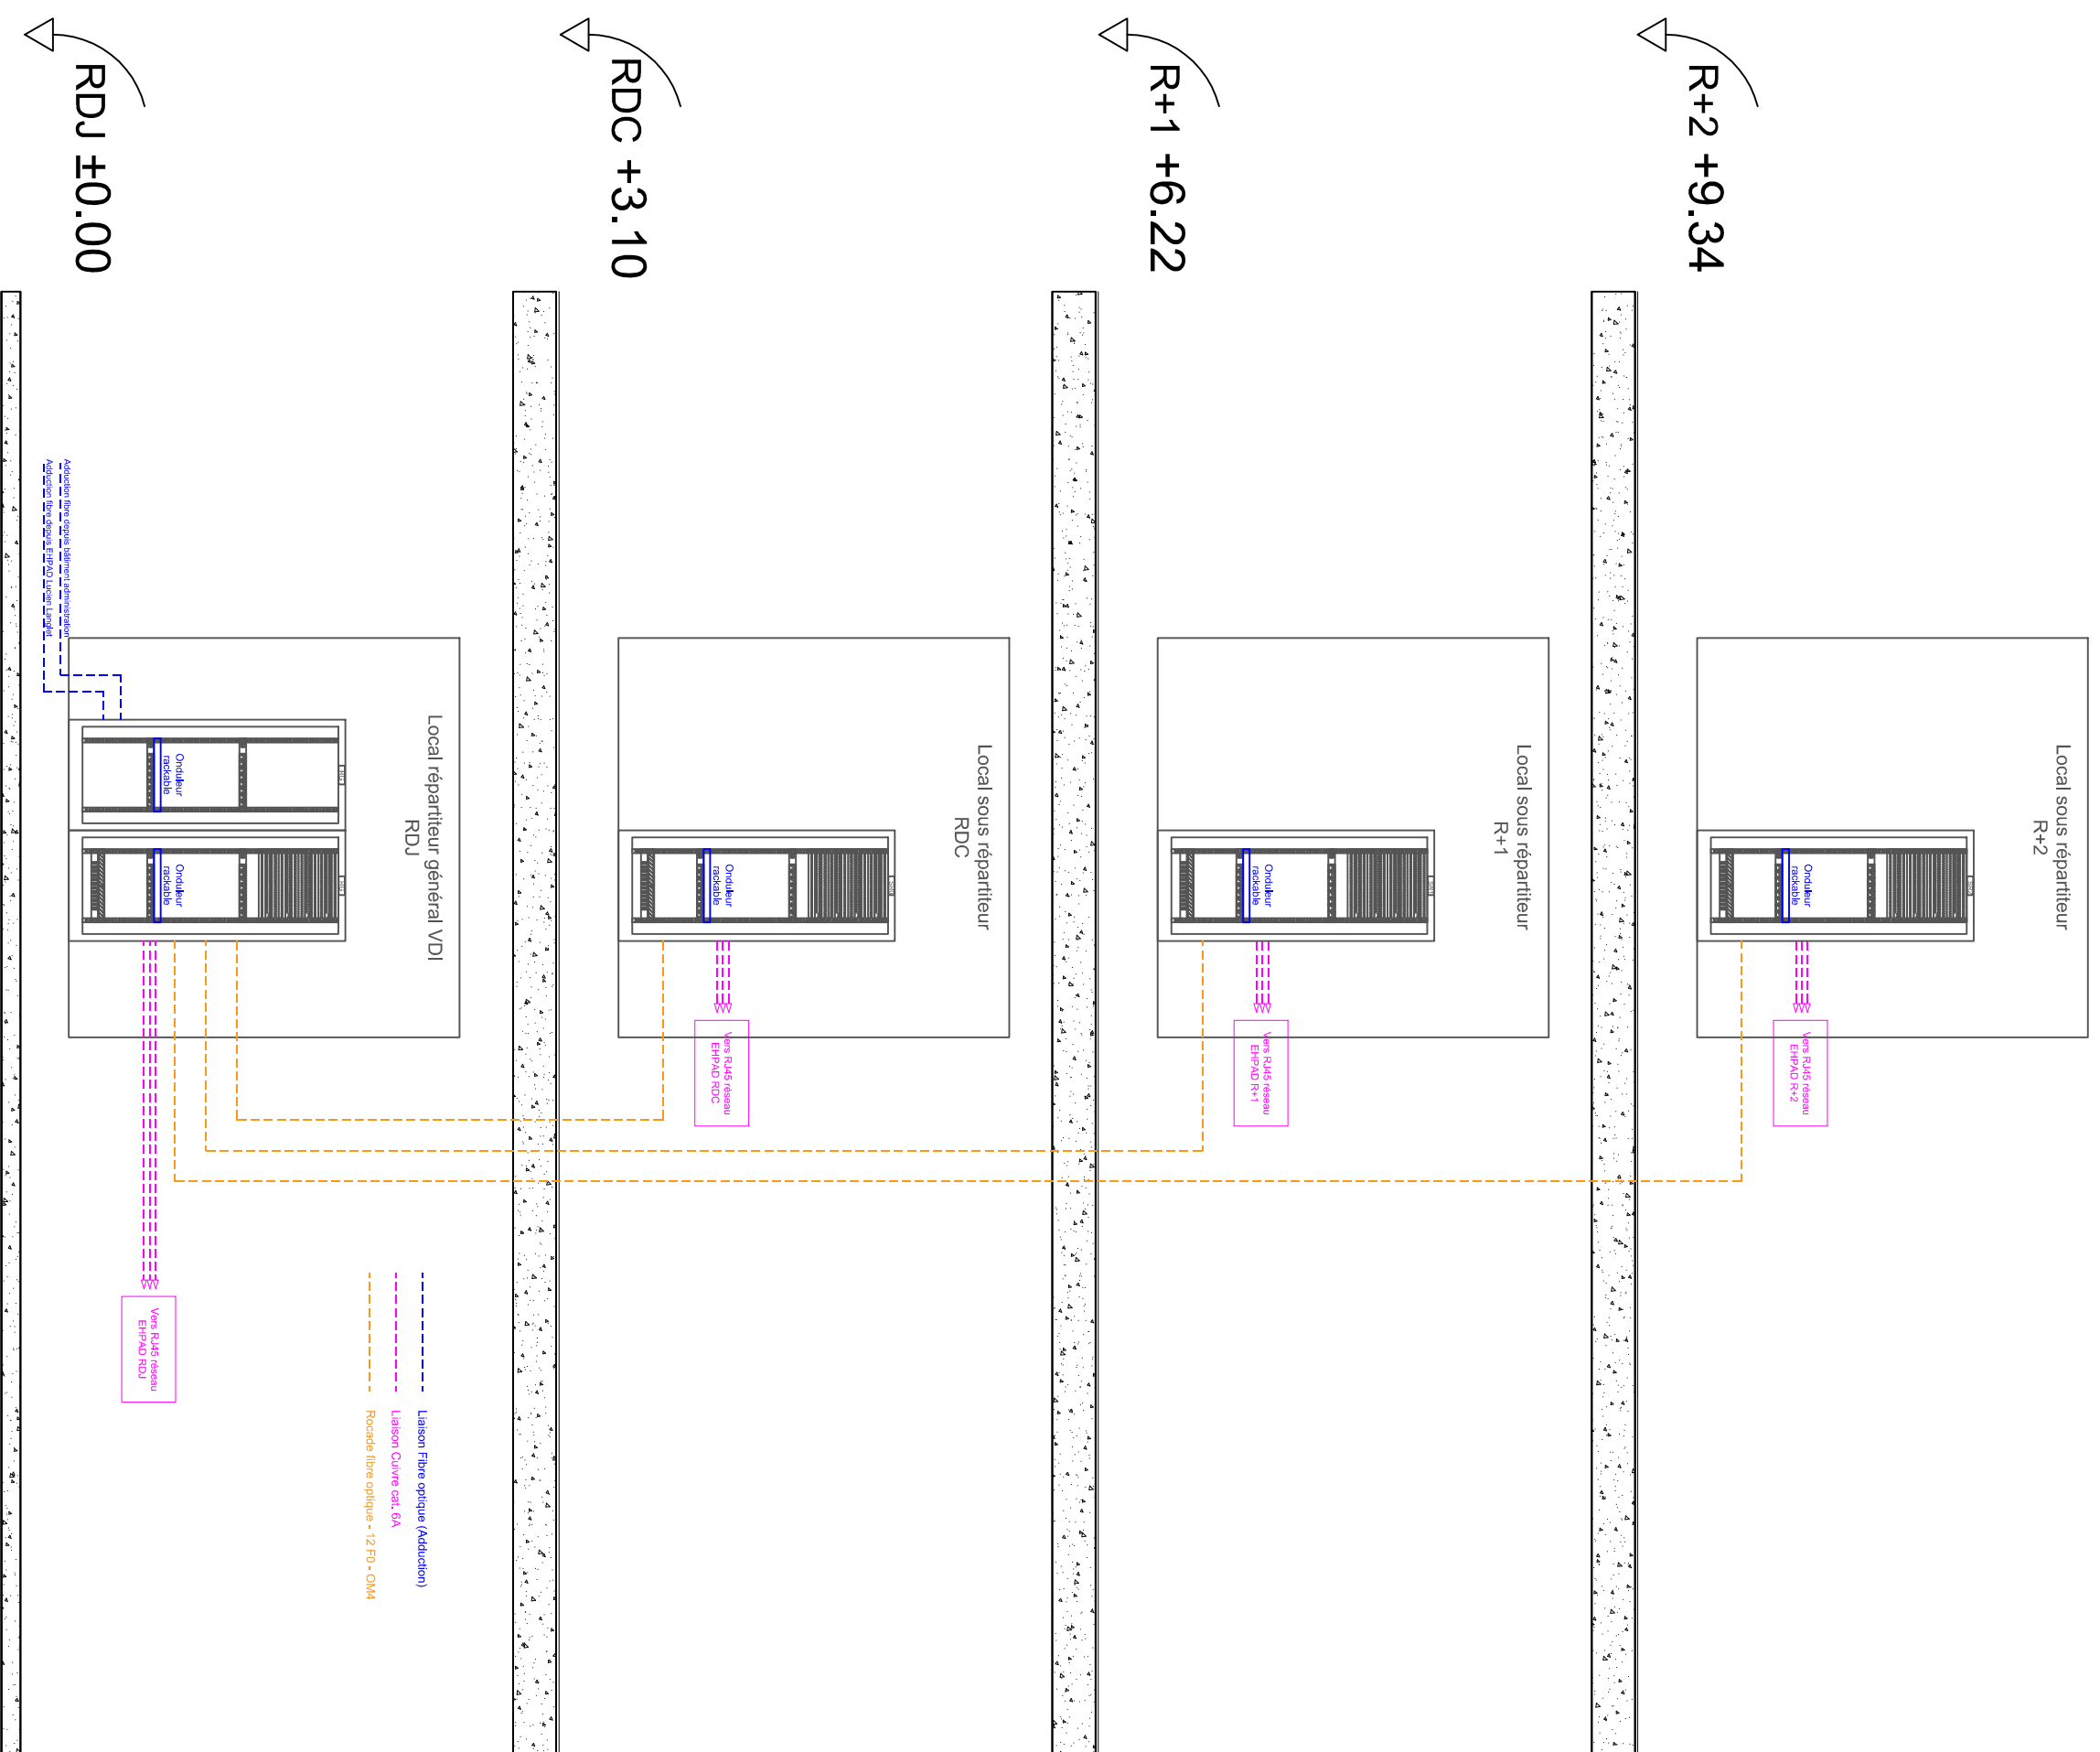 R+2 +9.34
Local sous répartiteur
R+2
Onduleur
rackable
Vers RJ45 réseau
EHPAD R+2
R+1 +6.22
Local sous répartiteur
R+1
Onduleur
rackable
Vers RJ45 réseau
EHPAD R+1
RDC +3.10
Local sous répartiteur
RDC
Onduleur
rackable
Vers RJ45 réseau
EHPAD RDC
RDJ ±0.00
Local répartiteur général VDI
RDJ
Onduleur
rackable
Onduleur
rackable
Adduction fibre depuis bâtiment administration
Adduction fibre depuis EHPAD Lucien Langlet
Vers RJ45 réseau
EHPAD RDJ
Liaison Fibre optique (Adduction)
Liaison Cuivre cat. 6A
Rocade fibre optique - 12 F0 - OM4